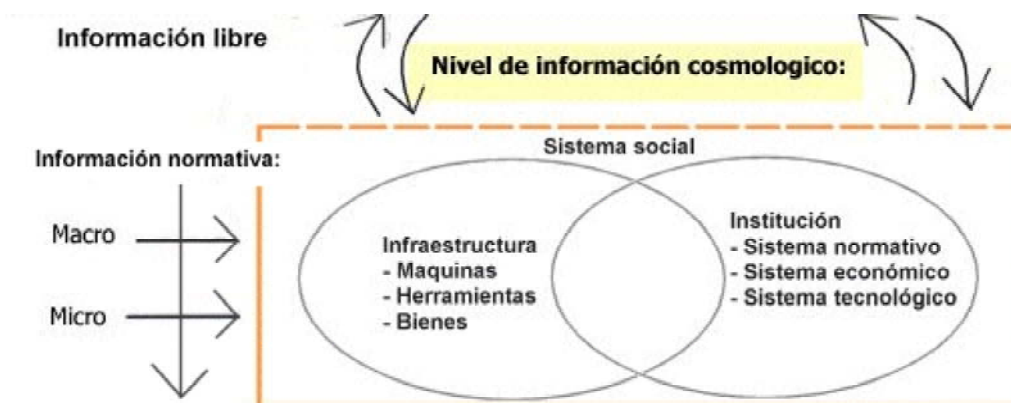 Información libre
Nivel de información cosmologico:
Información normativa:
Sistema social
Macro
Micro
Infraestructura
- Maquinas
- Herramientas
- Bienes
Institución
- Sistema normativo
- Sistema económico
- Sistema tecnológico